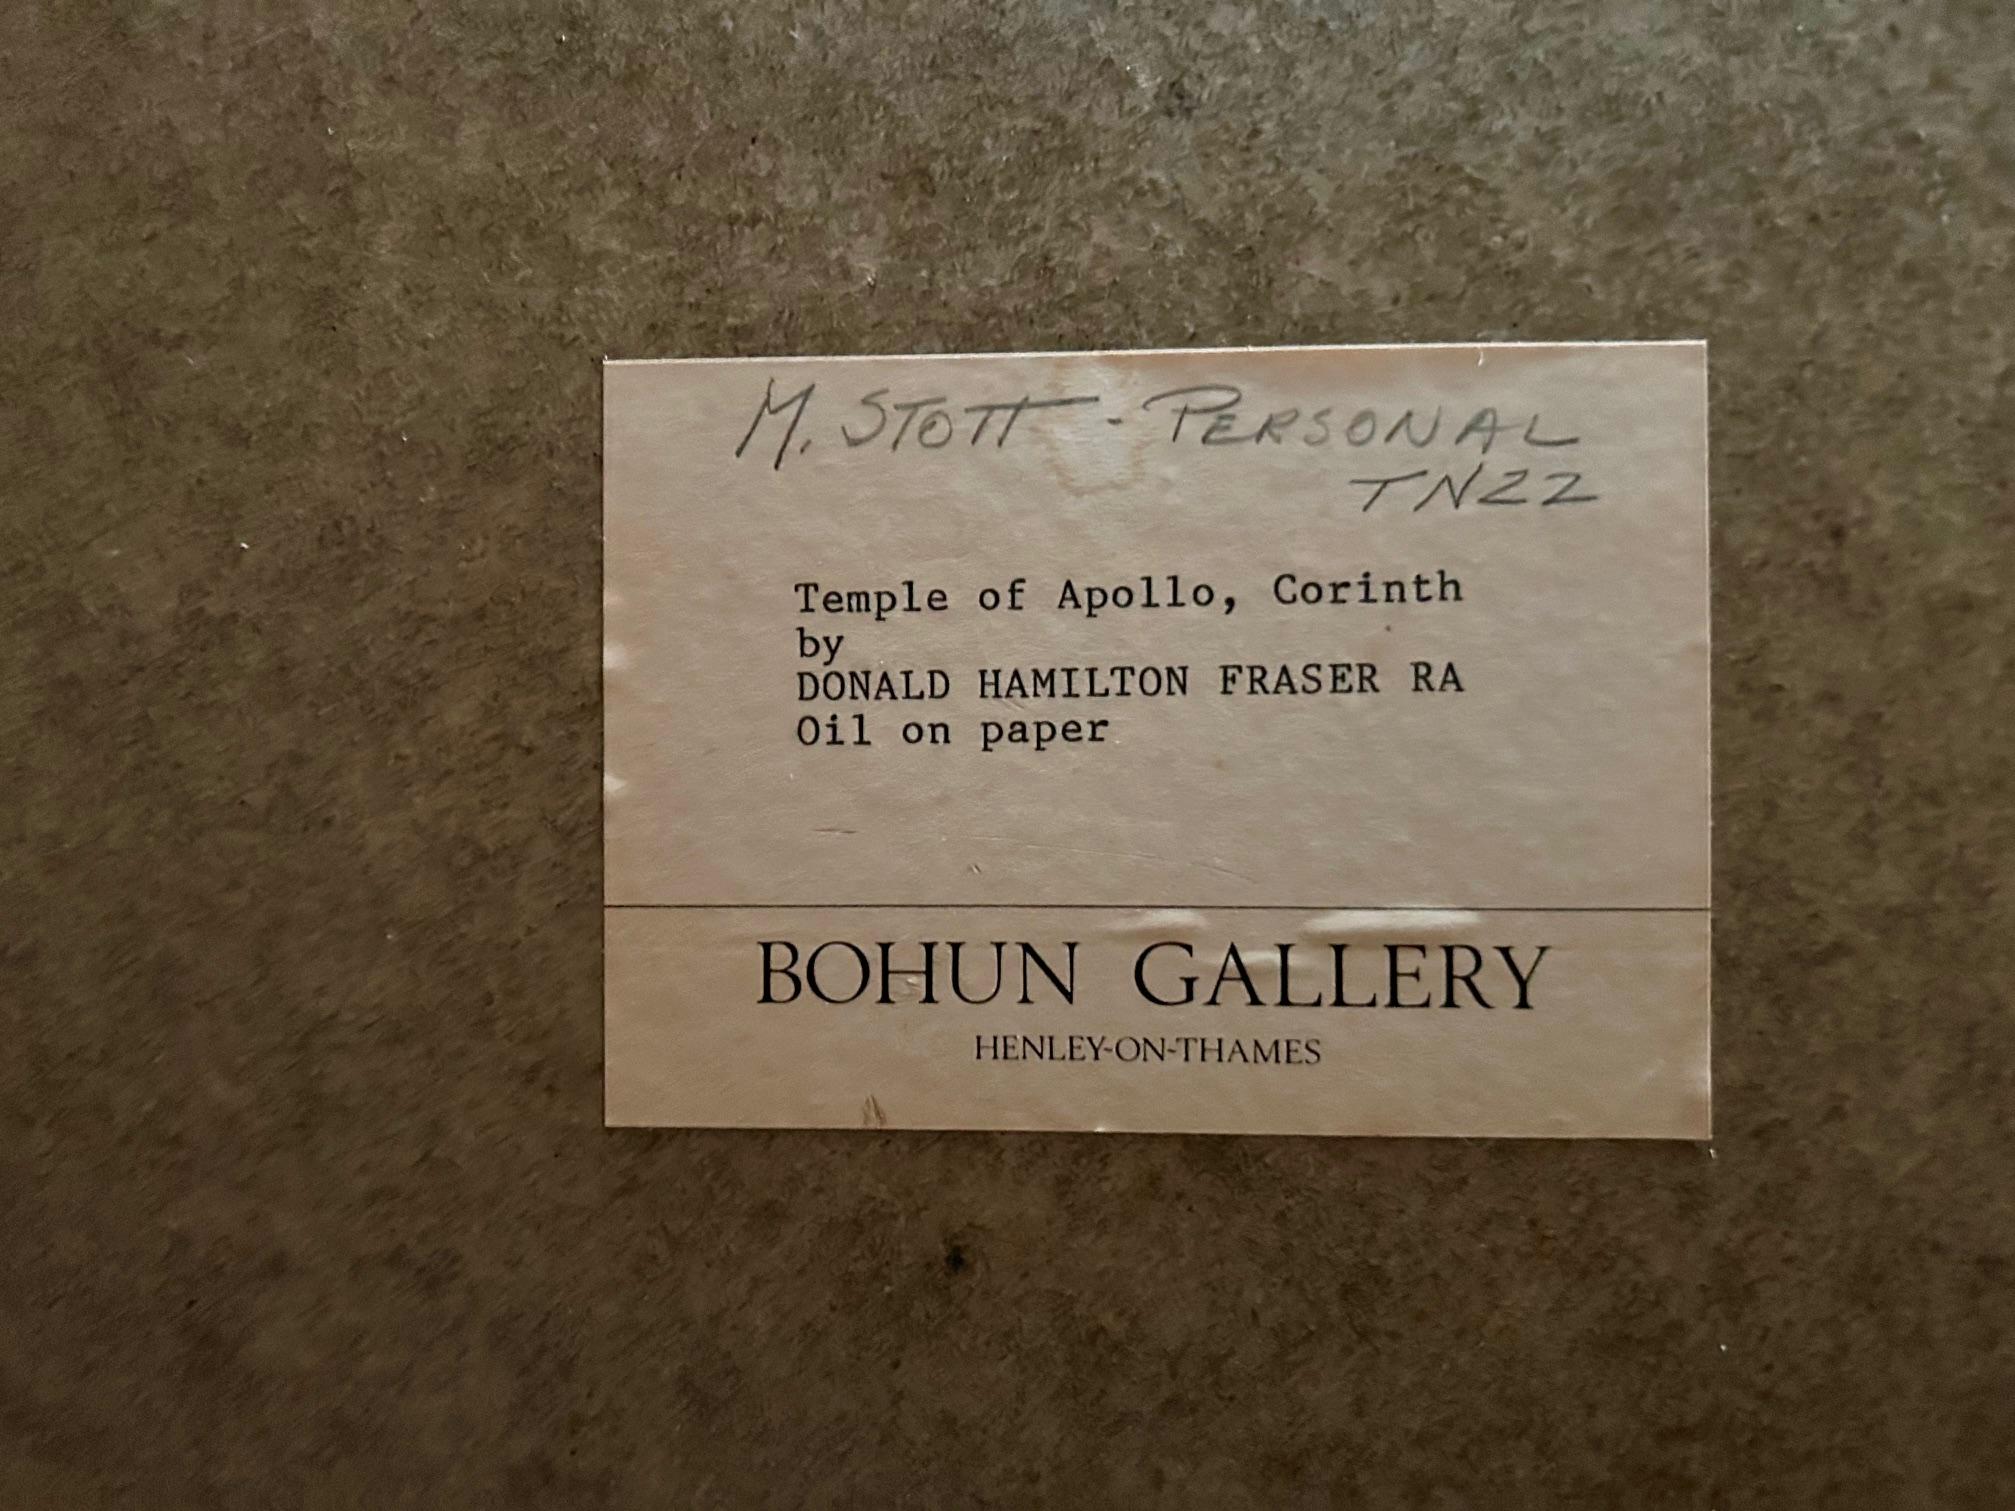 M. STOTT - PERSONAL
TN22
Temple of Apollo, Corinth
by
DONALD HAMILTON FRASER RA
Oil on paper
BOHUN GALLERY
HENLEY-ON-THAMES